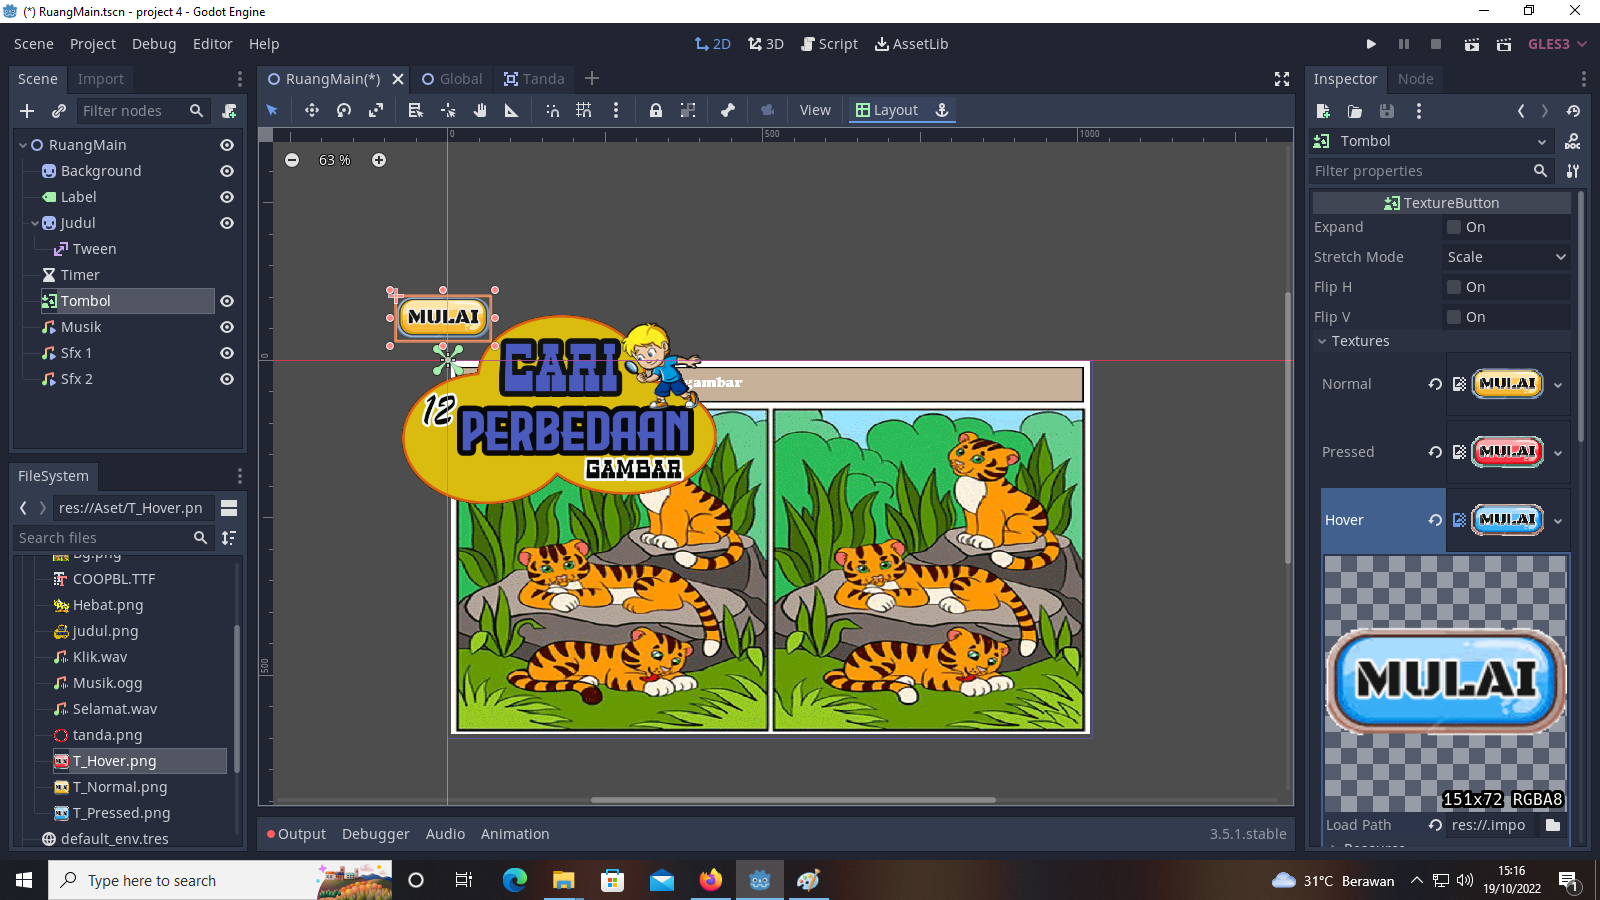 (*) RuangMain.tscn - project 4 - Godot Engine
Scene Project Debug Editor Help
2D 3D Script AssetLib
GLES3
Scene Import
Filter nodes
RuangMain
Background
Label
Judul
Tween
Timer
Tombol
Musik
Sfx 1
Sfx 2
FileSystem
res://Aset/T_Hover.pn
Search files
Bg.png
COOPBL.TTF
Hebat.png
judul.png
Klik.wav
Musik.ogg
Selamat.wav
tanda.png
T_Hover.png
T_Normal.png
T_Pressed.png
default_env.tres
RuangMain(*) Global Tanda
View Layout
0 500 1000
63 %
0
500
MULAI
CARI
12 PERBEDAAN
GAMBAR
gambar
Output Debugger Audio Animation 3.5.1.stable
Inspector Node
Tombol
DOC
Filter properties
TextureButton
Expand On
Stretch Mode Scale
Flip H On
Flip V On
Textures
Normal MULAI
Pressed MULAI
Hover MULAI
MULAI
151x72 RGBA8
Load Path res://.impo
Resource
Type here to search
31°C Berawan
15:16
19/10/2022
1